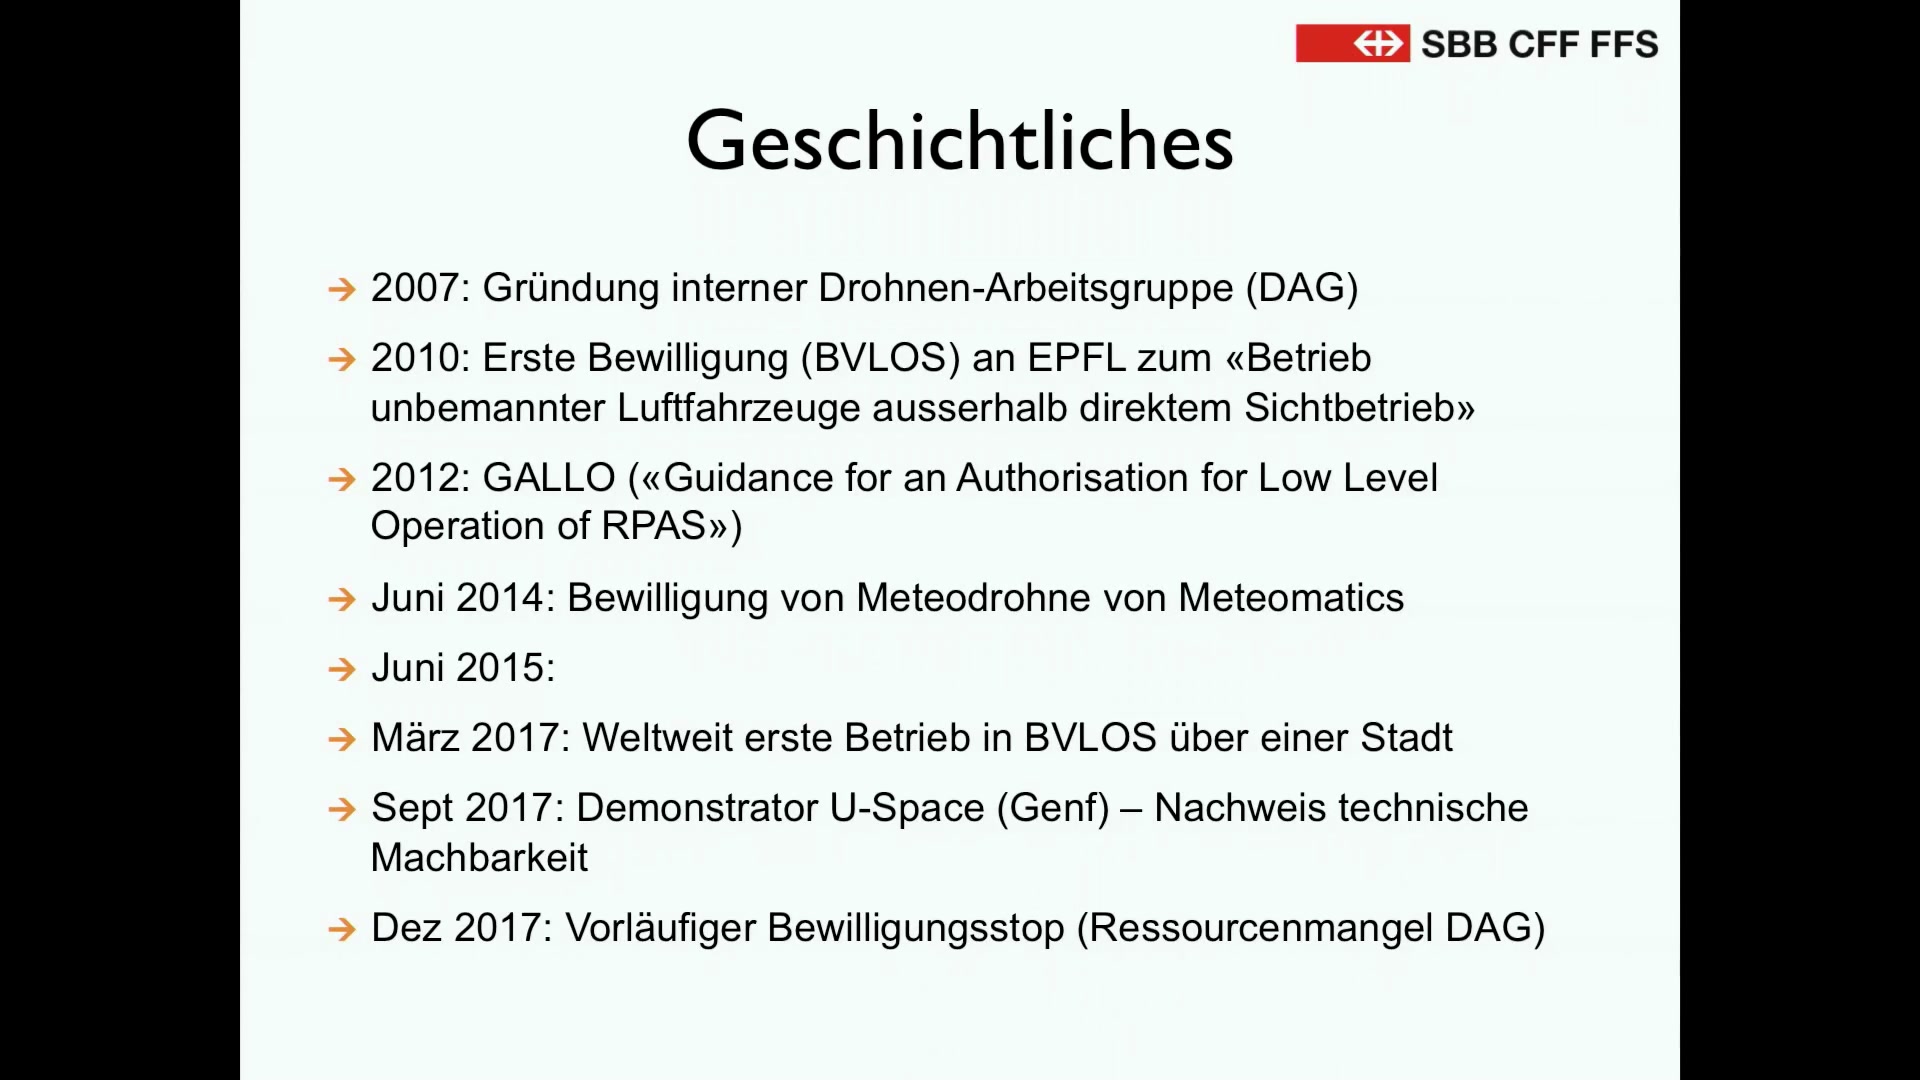 SBB CFF FFS
Geschichtliches
2007: Gründung interner Drohnen-Arbeitsgruppe (DAG)
2010: Erste Bewilligung (BVLOS) an EPFL zum «Betrieb
unbemannter Luftfahrzeuge ausserhalb direktem Sichtbetrieb»
2012: GALLO («Guidance for an Authorisation for Low Level
Operation of RPAS»)
Juni 2014: Bewilligung von Meteodrohne von Meteomatics
Juni 2015:
März 2017: Weltweit erste Betrieb in BVLOS über einer Stadt
Sept 2017: Demonstrator U-Space (Genf) – Nachweis technische
Machbarkeit
Dez 2017: Vorläufiger Bewilligungsstop (Ressourcenmangel DAG)